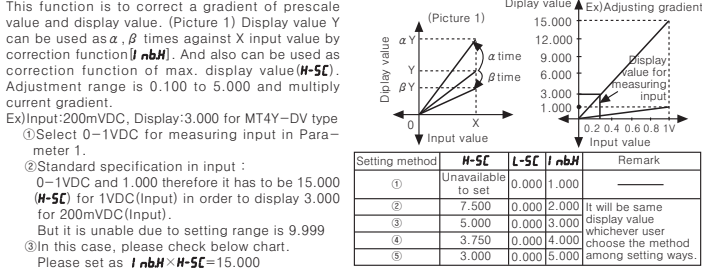 This function is to correct a gradient of prescale
value and display value. (Picture 1) Display value Y
can be used as α, β times against X input value by
correction function[InbH]. And also can be used as
correction function of max. display value(H-SC).
Adjustment range is 0.100 to 5.000 and multiply
current gradient.
Ex)Input:200mVDC, Display:3.000 for MT4Y-DV type
①Select 0-1VDC for measuring input in Para-
meter 1.
②Standard specification in input :
0-1VDC and 1.000 therefore it has to be 15.000
(H-SC) for 1VDC(Input) in order to display 3.000
for 200mVDC(Input).
But it is unable due to setting range is 9.999
③In this case, please check below chart.
Please set as InbH×H-SC=15.000
(Picture 1)
Diplay value
αY
Y
βY
α time
β time
0
X
Input value
Display value
Ex)Adjusting gradient
15.000
12.000
9.000
6.000
3.000
1.000
Display
value for
measuring
input
0.2 0.4 0.6 0.8 1V
Input value
Setting method H-SC L-SC InbH Remark
① Unavailable to set 0.000 1.000 ───
② 7.500 0.000 2.000 It will be same
③ 5.000 0.000 3.000 display value whichever user
④ 3.750 0.000 4.000 choose the method
⑤ 3.000 0.000 5.000 among setting ways.